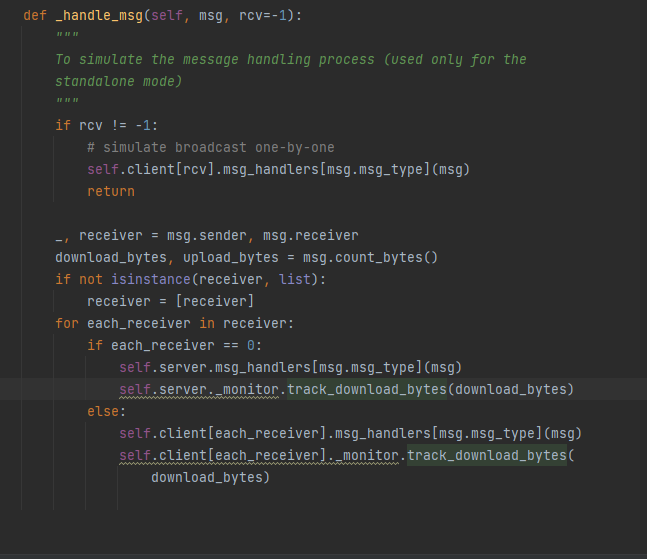 def _handle_msg(self, msg, rcv=-1):
    """
    To simulate the message handling process (used only for the
    standalone mode)
    """
    if rcv != -1:
        # simulate broadcast one-by-one
        self.client[rcv].msg_handlers[msg.msg_type](msg)
        return

    _, receiver = msg.sender, msg.receiver
    download_bytes, upload_bytes = msg.count_bytes()
    if not isinstance(receiver, list):
        receiver = [receiver]
    for each_receiver in receiver:
        if each_receiver == 0:
            self.server.msg_handlers[msg.msg_type](msg)
            self.server._monitor.track_download_bytes(download_bytes)
        else:
            self.client[each_receiver].msg_handlers[msg.msg_type](msg)
            self.client[each_receiver]._monitor.track_download_bytes(
                download_bytes)